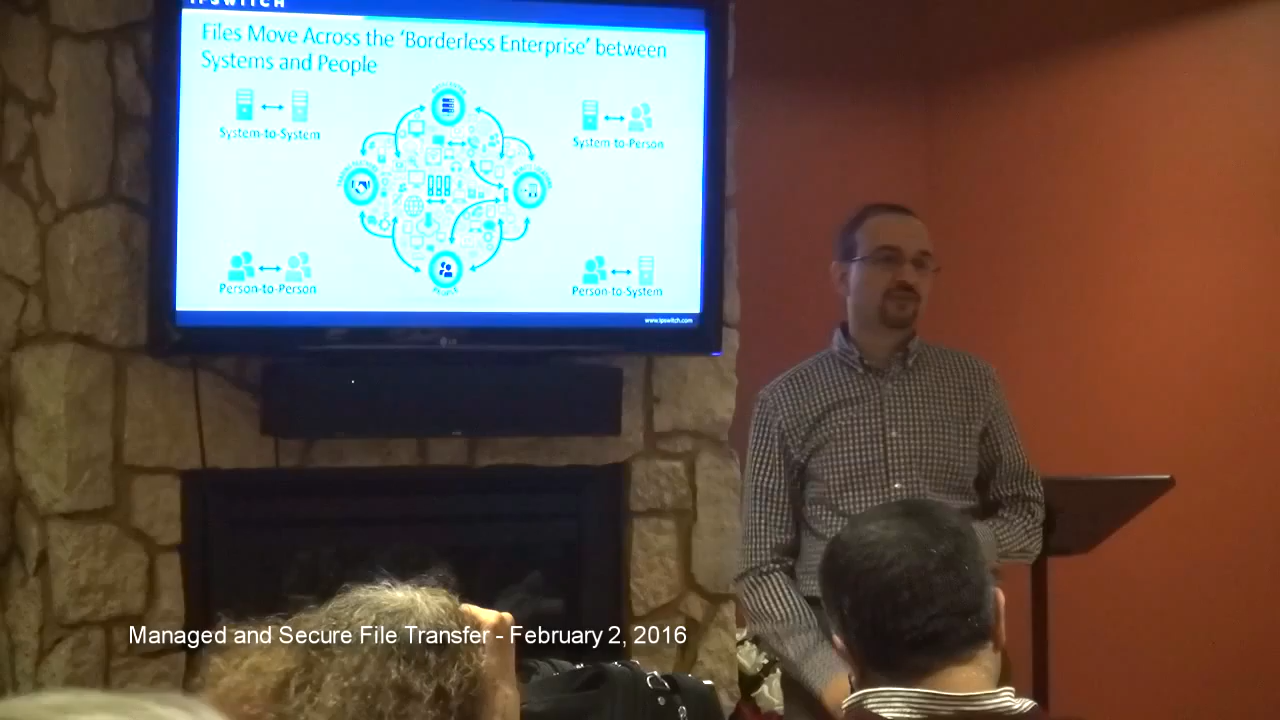 IPSWITCH
Files Move Across the 'Borderless Enterprise' between
Systems and People
System-to-System
System-to-Person
PEOPLE
Person-to-Person
Person-to-System
www.ipswitch.com
LG
Managed and Secure File Transfer - February 2, 2016